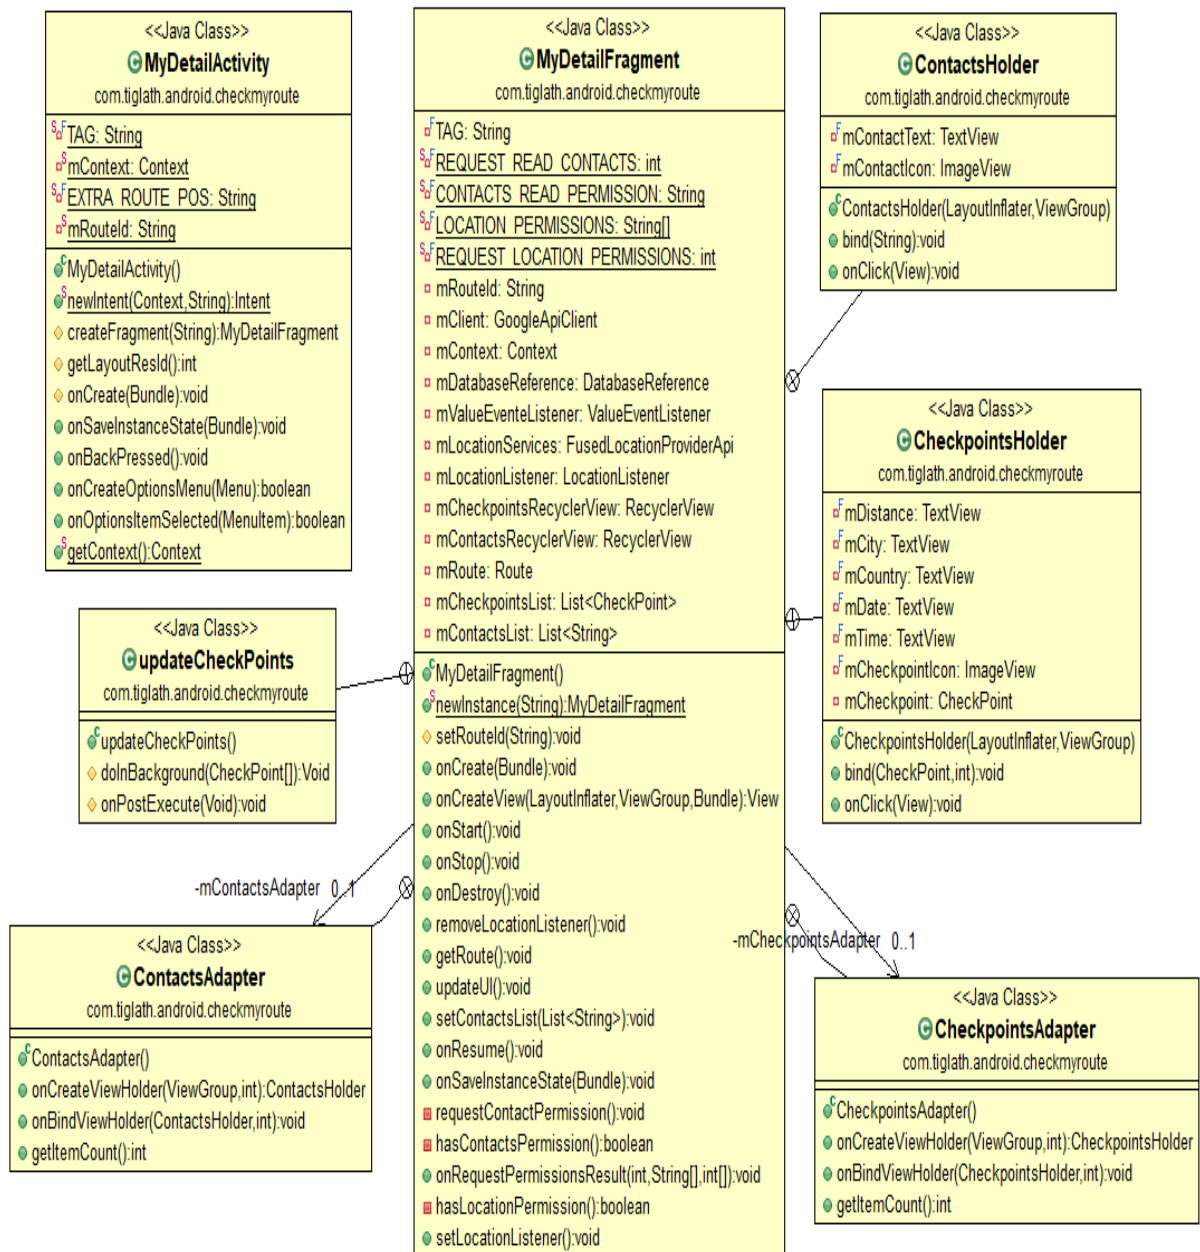 <<Java Class>>
MyDetailActivity
com.tiglath.android.checkmyroute
TAG: String
mContext: Context
EXTRA_ROUTE_POS: String
mRouteId: String
MyDetailActivity()
newIntent(Context,String):Intent
createFragment(String):MyDetailFragment
getLayoutResId():int
onCreate(Bundle):void
onSaveInstanceState(Bundle):void
onBackPressed():void
onCreateOptionsMenu(Menu):boolean
onOptionsItemSelected(MenuItem):boolean
getContext():Context
<<Java Class>>
MyDetailFragment
com.tiglath.android.checkmyroute
TAG: String
REQUEST_READ_CONTACTS: int
CONTACTS_READ_PERMISSION: String
LOCATION_PERMISSIONS: String[]
REQUEST_LOCATION_PERMISSIONS: int
mRouteId: String
mClient: GoogleApiClient
mContext: Context
mDatabaseReference: DatabaseReference
mValueEventeListener: ValueEventListener
mLocationServices: FusedLocationProviderApi
mLocationListener: LocationListener
mCheckpointsRecyclerView: RecyclerView
mContactsRecyclerView: RecyclerView
mRoute: Route
mCheckpointsList: List<CheckPoint>
mContactsList: List<String>
MyDetailFragment()
newInstance(String):MyDetailFragment
setRouteId(String):void
onCreate(Bundle):void
onCreateView(LayoutInflater,ViewGroup,Bundle):View
onStart():void
onStop():void
onDestroy():void
removeLocationListener():void
getRoute():void
updateUI():void
setContactsList(List<String>):void
onResume():void
onSaveInstanceState(Bundle):void
requestContactPermission():void
hasContactsPermission():boolean
onRequestPermissionsResult(int,String[],int[]):void
hasLocationPermission():boolean
setLocationListener():void
<<Java Class>>
ContactsHolder
com.tiglath.android.checkmyroute
mContactText: TextView
mContactIcon: ImageView
ContactsHolder(LayoutInflater,ViewGroup)
bind(String):void
onClick(View):void
<<Java Class>>
CheckpointsHolder
com.tiglath.android.checkmyroute
mDistance: TextView
mCity: TextView
mCountry: TextView
mDate: TextView
mTime: TextView
mCheckpointIcon: ImageView
mCheckpoint: CheckPoint
CheckpointsHolder(LayoutInflater,ViewGroup)
bind(CheckPoint,int):void
onClick(View):void
<<Java Class>>
updateCheckPoints
com.tiglath.android.checkmyroute
updateCheckPoints()
doInBackground(CheckPoint[]):Void
onPostExecute(Void):void
-mContactsAdapter 0..1
<<Java Class>>
ContactsAdapter
com.tiglath.android.checkmyroute
ContactsAdapter()
onCreateViewHolder(ViewGroup,int):ContactsHolder
onBindViewHolder(ContactsHolder,int):void
getItemCount():int
-mCheckpointsAdapter 0..1
<<Java Class>>
CheckpointsAdapter
com.tiglath.android.checkmyroute
CheckpointsAdapter()
onCreateViewHolder(ViewGroup,int):CheckpointsHolder
onBindViewHolder(CheckpointsHolder,int):void
getItemCount():int